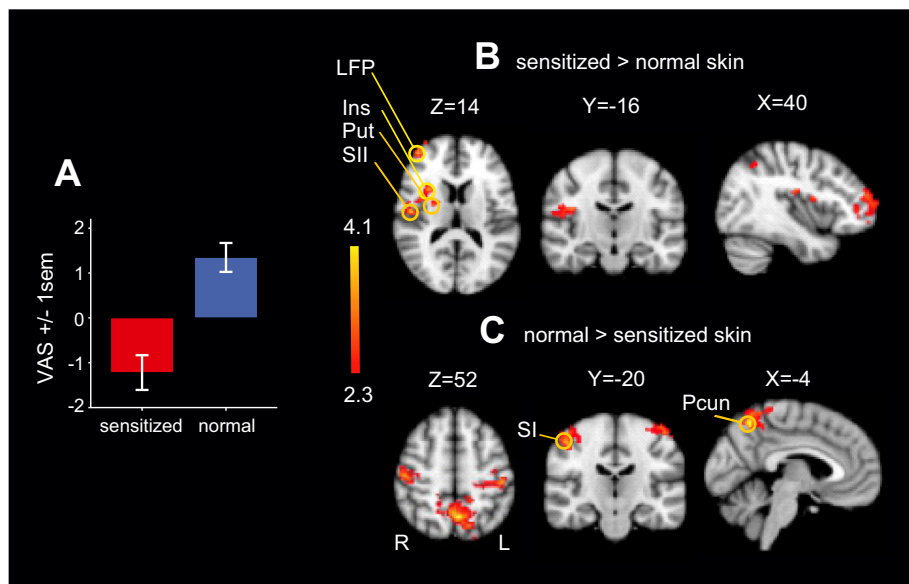 A
VAS +/- 1sem
2
1
0
-1
-2
sensitized normal
B sensitized > normal skin
LFP
Ins
Put
SII
Z=14 Y=-16 X=40
4.1
2.3
C normal > sensitized skin
Z=52 Y=-20 X=-4
SI
Pcun
R L